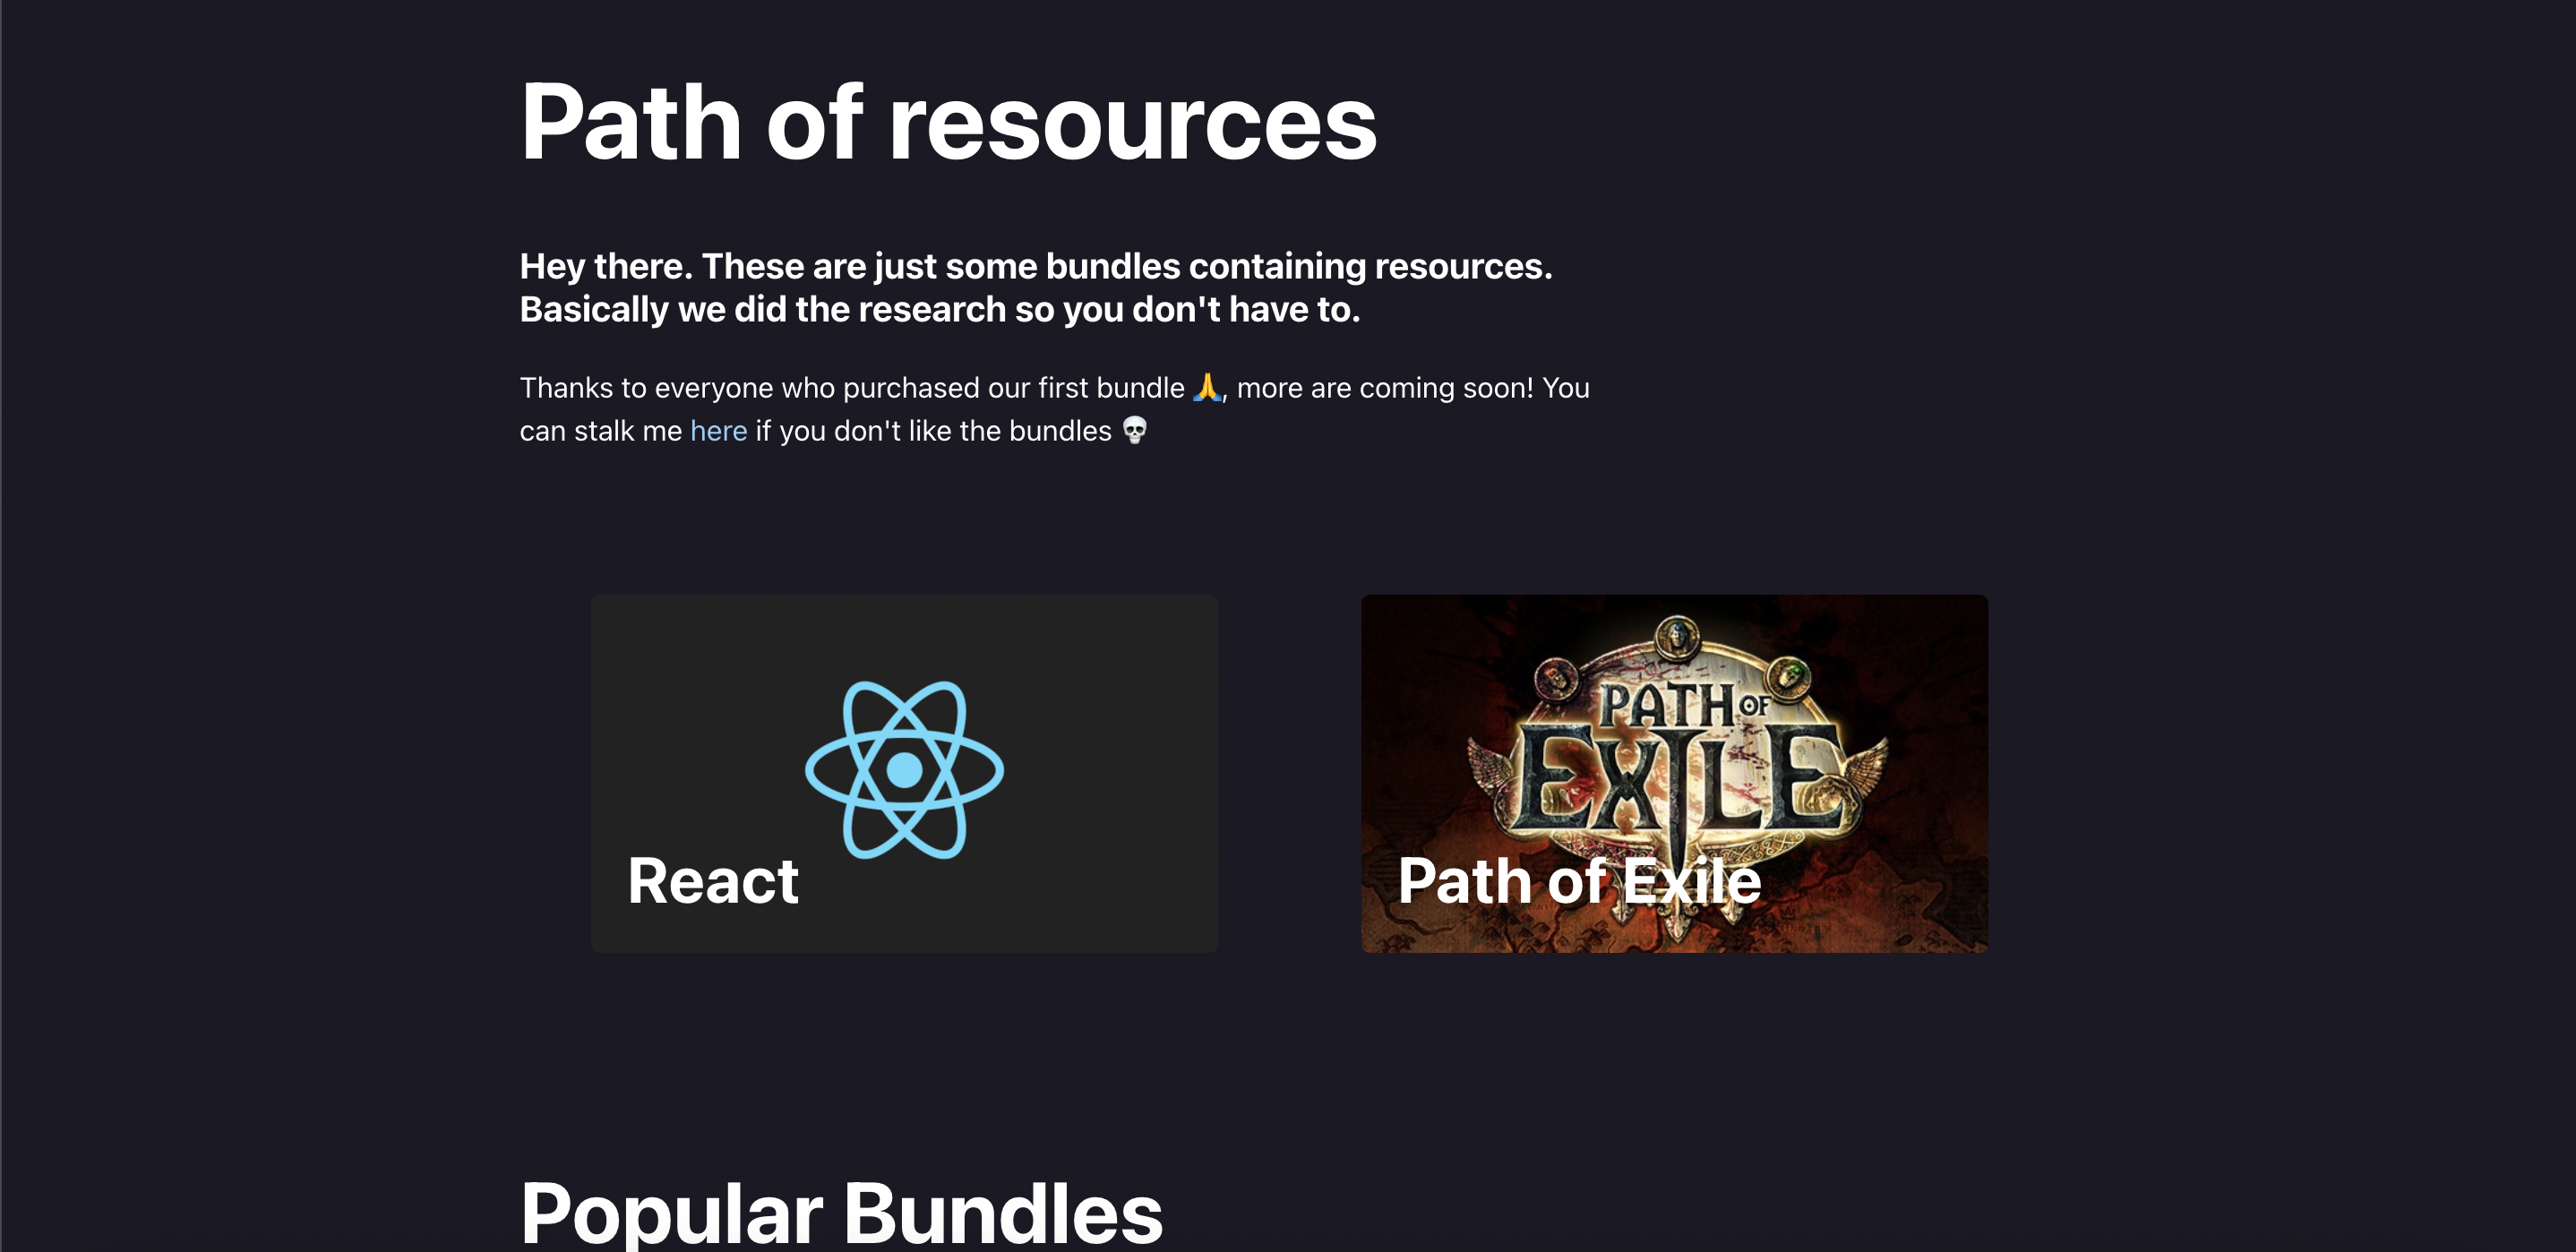 Path of resources
Hey there. These are just some bundles containing resources.
Basically we did the research so you don't have to.
Thanks to everyone who purchased our first bundle 🙏, more are coming soon! You
can stalk me here if you don't like the bundles 💀
React
PATH OF
EXILE
Path of Exile
Popular Bundles